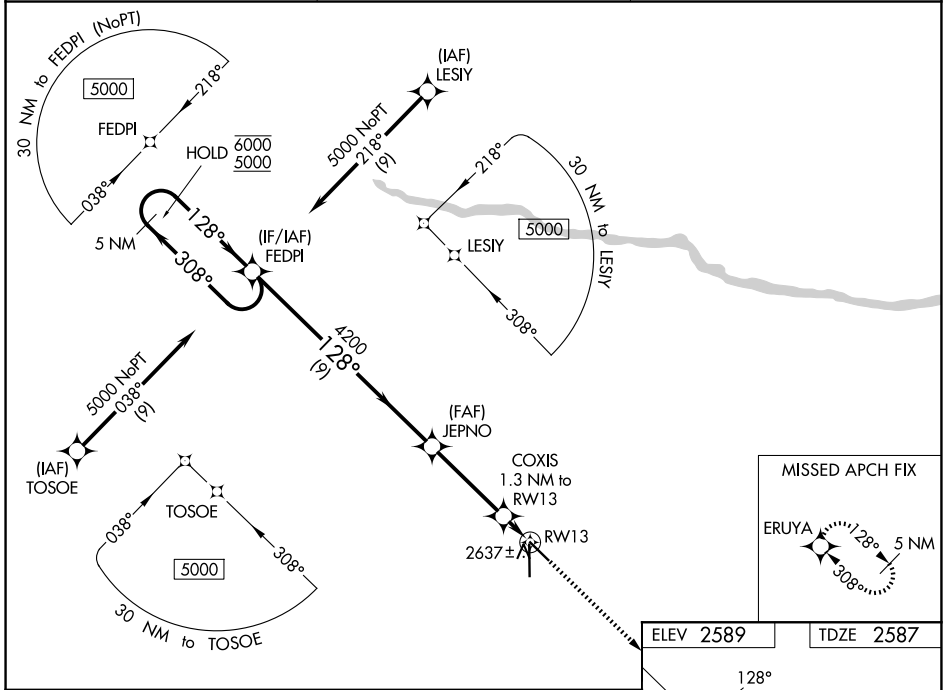 30 NM to FEDPI (NoPT)
5000
218°
FEDPI
038°
HOLD 6000
5000
5 NM
128°
308°
(IF/IAF)
FEDPI
(IAF)
LESIY
5000 NoPT
218°
(9)
218°
30 NM to LESIY
5000
LESIY
308°
4200
128°
(9)
5000 NoPT
038°
(9)
(IAF)
TOSOE
038°
TOSOE
308°
5000
30 NM to TOSOE
(FAF)
JEPNO
COXIS
1.3 NM to
RW13
RW13
2637±
MISSED APCH FIX
ERUYA
128°
5 NM
308°
ELEV 2589
TDZE 2587
128°